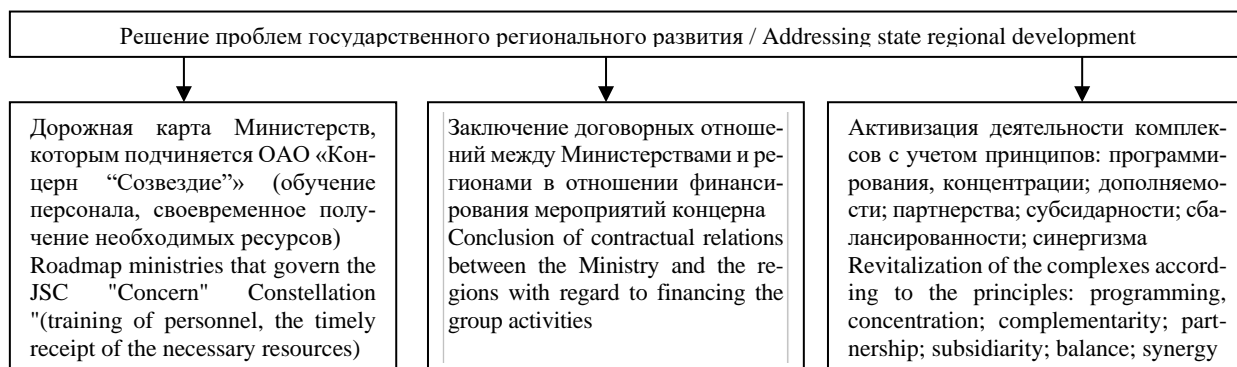 Решение проблем государственного регионального развития / Addressing state regional development
Дорожная карта Министерств,
которым подчиняется ОАО «Кон-
церн “Созвездие”» (обучение
персонала, своевременное полу-
чение необходимых ресурсов)
Roadmap ministries that govern the
JSC "Concern" Constellation
"(training of personnel, the timely
receipt of the necessary resources)
Заключение договорных отноше-
ний между Министерствами и ре-
гионами в отношении финанси-
рования мероприятий концерна
Conclusion of contractual relations
between the Ministry and the re-
gions with regard to financing the
group activities
Активизация деятельности комплек-
сов с учетом принципов: программи-
рования, концентрации; дополняемо-
сти; партнерства; субсидарности; сба-
лансированности; синергизма
Revitalization of the complexes accord-
ing to the principles: programming,
concentration; complementarity; part-
nership; subsidiarity; balance; synergy